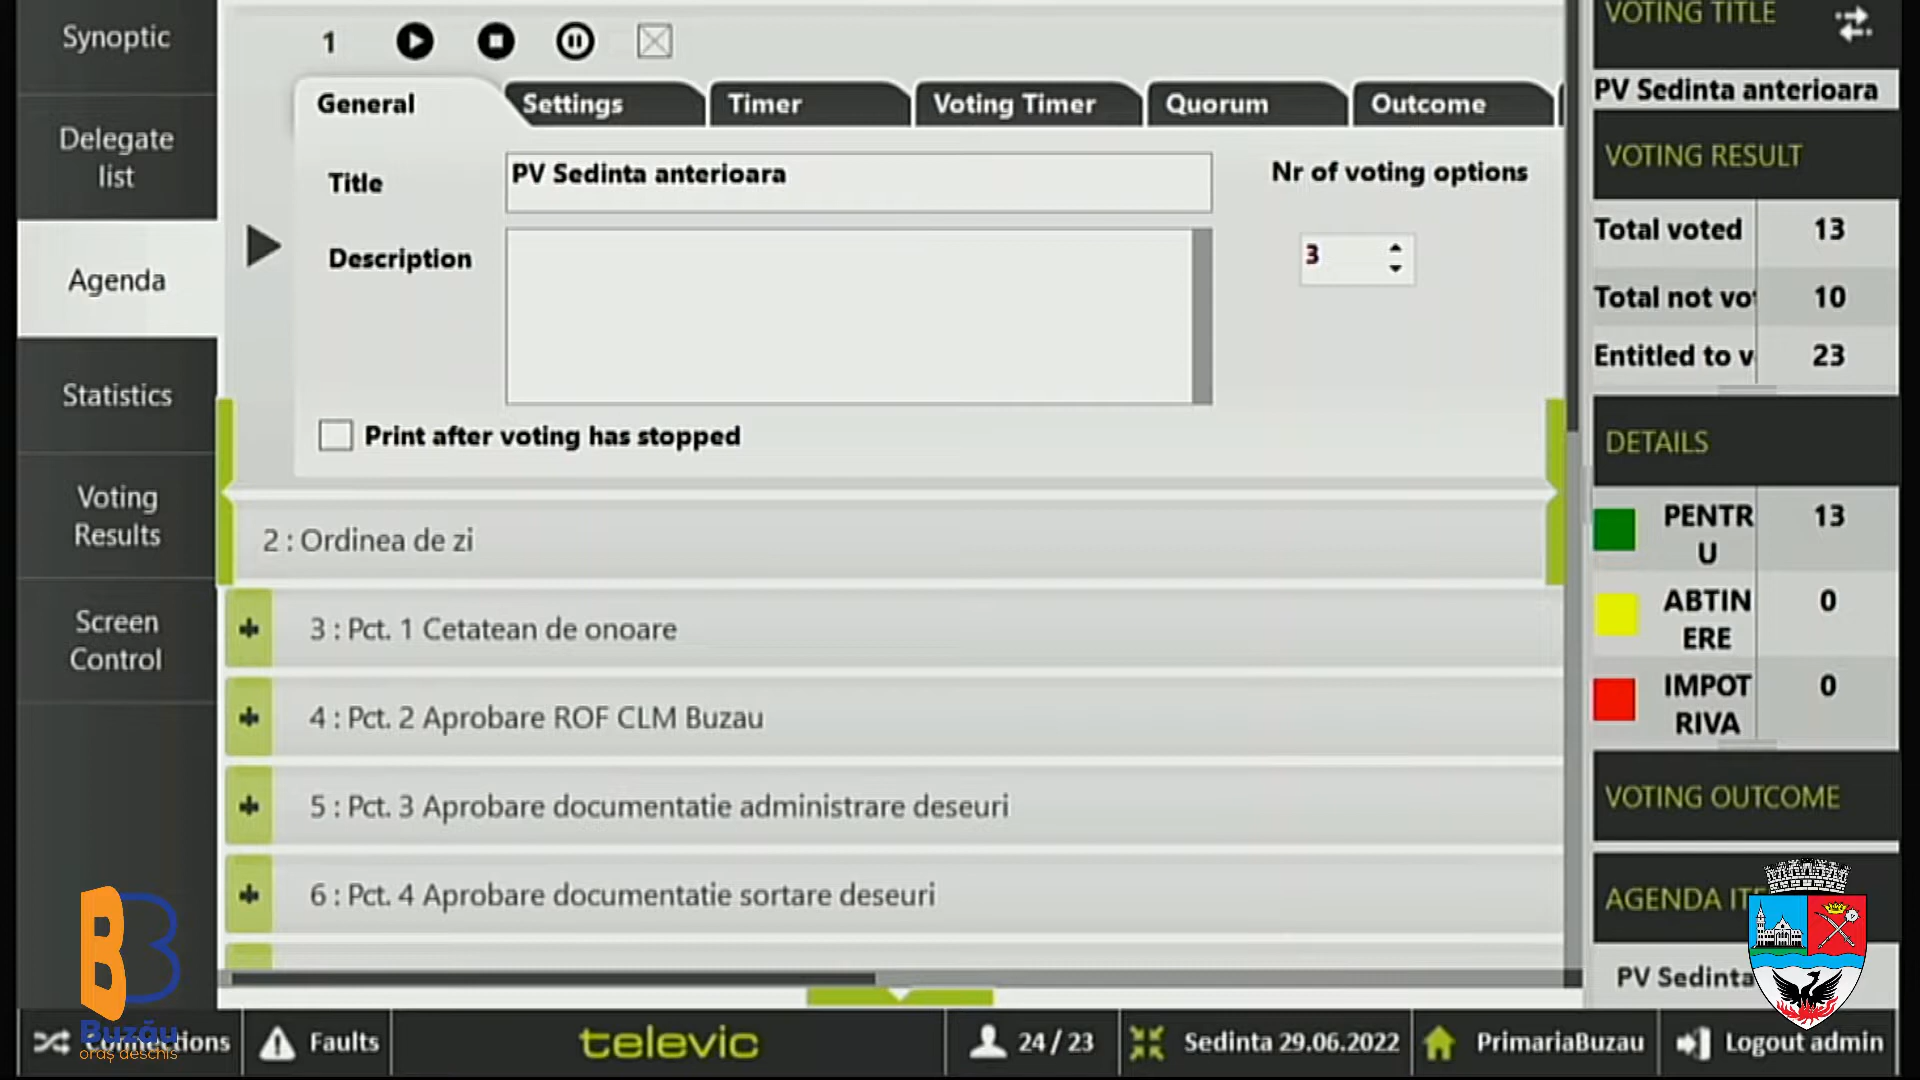 Synoptic
Delegate
list
Agenda
Statistics
Voting
Results
Screen
Control
1
General
Settings
Timer
Voting Timer
Quorum
Outcome
Title
PV Sedinta anterioara
Nr of voting options
3
Description
Print after voting has stopped
2 : Ordinea de zi
3 : Pct. 1 Cetatean de onoare
4 : Pct. 2 Aprobare ROF CLM Buzau
5 : Pct. 3 Aprobare documentatie administrare deseuri
6 : Pct. 4 Aprobare documentatie sortare deseuri
VOTING TITLE
PV Sedinta anterioara
VOTING RESULT
Total voted 13
Total not vo 10
Entitled to v 23
DETAILS
PENTR
U
13
ABTIN
ERE
0
IMPOT
RIVA
0
VOTING OUTCOME
AGENDA IT
PV Sedinta
Buzău
oraș deschis
Connections
Faults
televic
24 / 23
Sedinta 29.06.2022
PrimariaBuzau
Logout admin